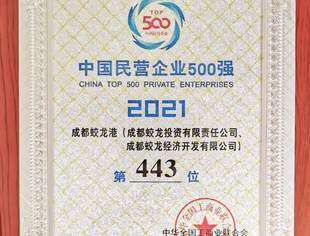 TOP
500
中国民营企业500强
CHINA TOP 500 PRIVATE ENTERPRISES
2021
成都蛟龙港（成都蛟龙投资有限责任公司、
成都蛟龙经济开发有限公司）
第 443 位
中华全国工商业联合会